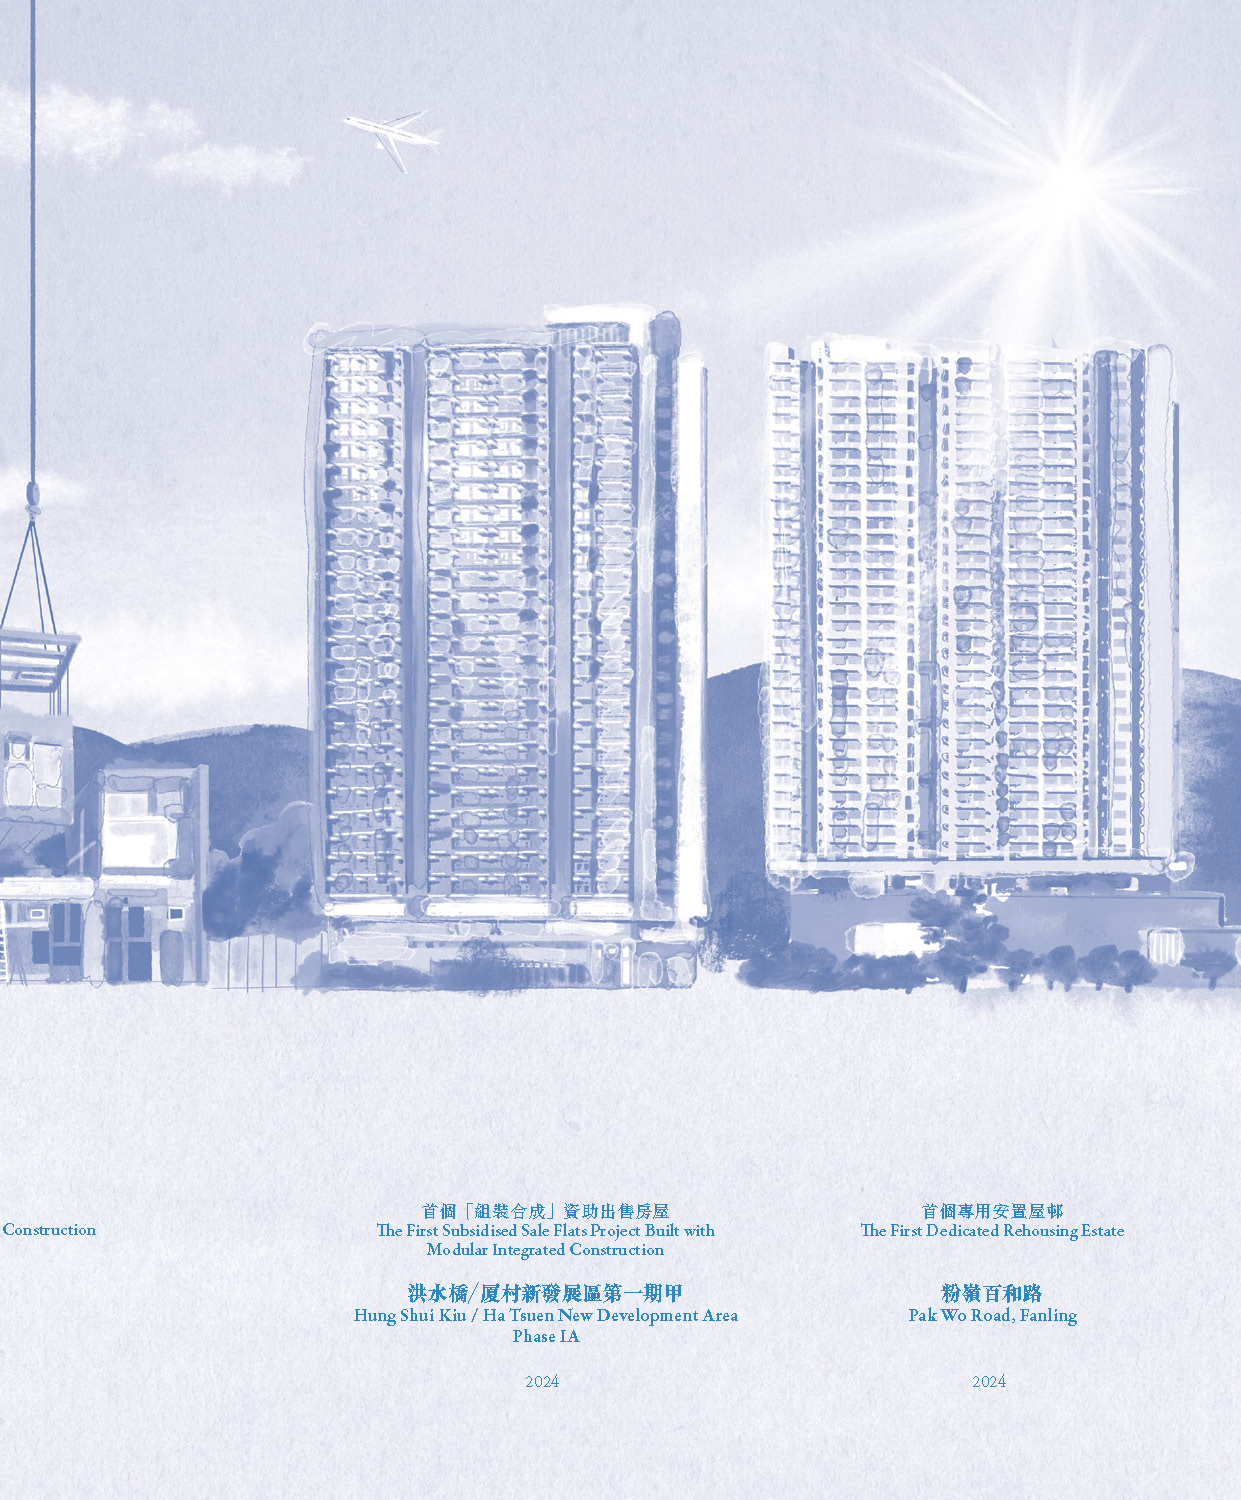 Construction
首個「組裝合成」資助出售房屋
The First Subsidised Sale Flats Project Built with
Modular Integrated Construction
洪水橋/厦村新發展區第一期甲
Hung Shui Kiu / Ha Tsuen New Development Area
Phase IA
2024
首個專用安置屋邨
The First Dedicated Rehousing Estate
粉嶺百和路
Pak Wo Road, Fanling
2024